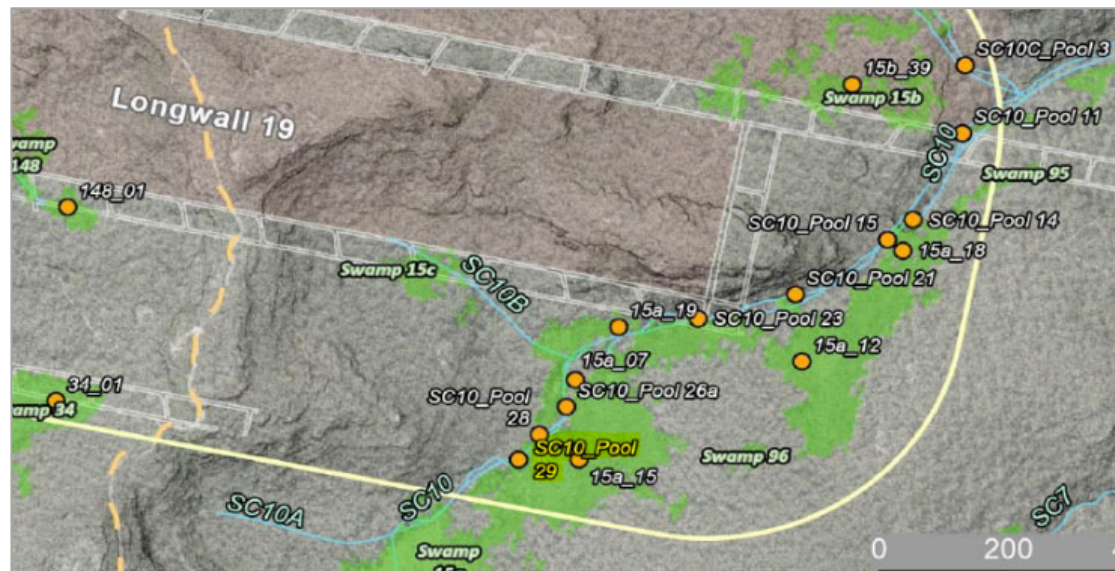 SC10C_Pool 3
15b_39
Swamp 15b
Longwall 19
SC10_Pool 11
SC10
Swamp 95
148
148_01
SC10_Pool 14
SC10_Pool 15
15a_18
Swamp 15c
SC10B
SC10_Pool 21
15a_19
SC10_Pool 23
15a_12
15a_07
34_01
SC10_Pool 26a
SC10_Pool
28
34
SC10_Pool
29
15a_15
Swamp 96
SC10
SC10A
SC7
Swamp
0 200